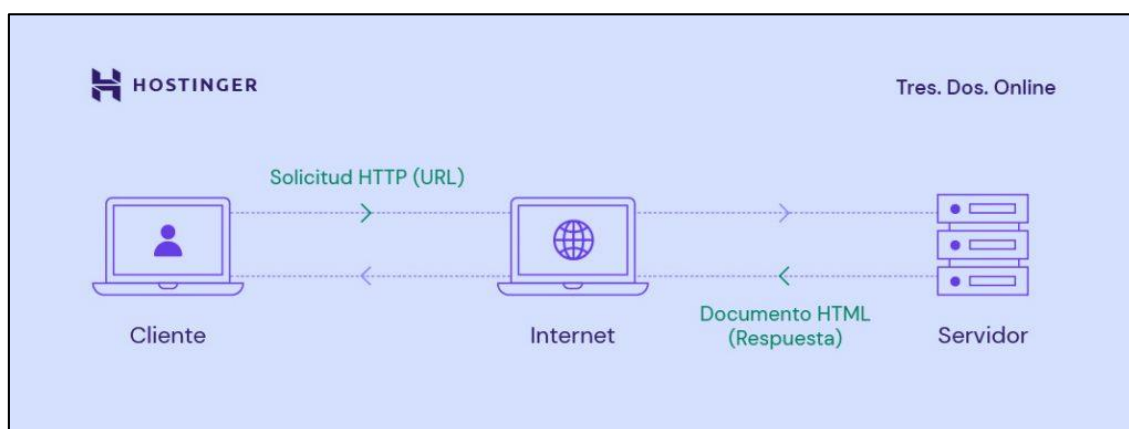 HOSTINGER
Tres. Dos. Online
Solicitud HTTP (URL)
Documento HTML
(Respuesta)
Cliente
Internet
Servidor